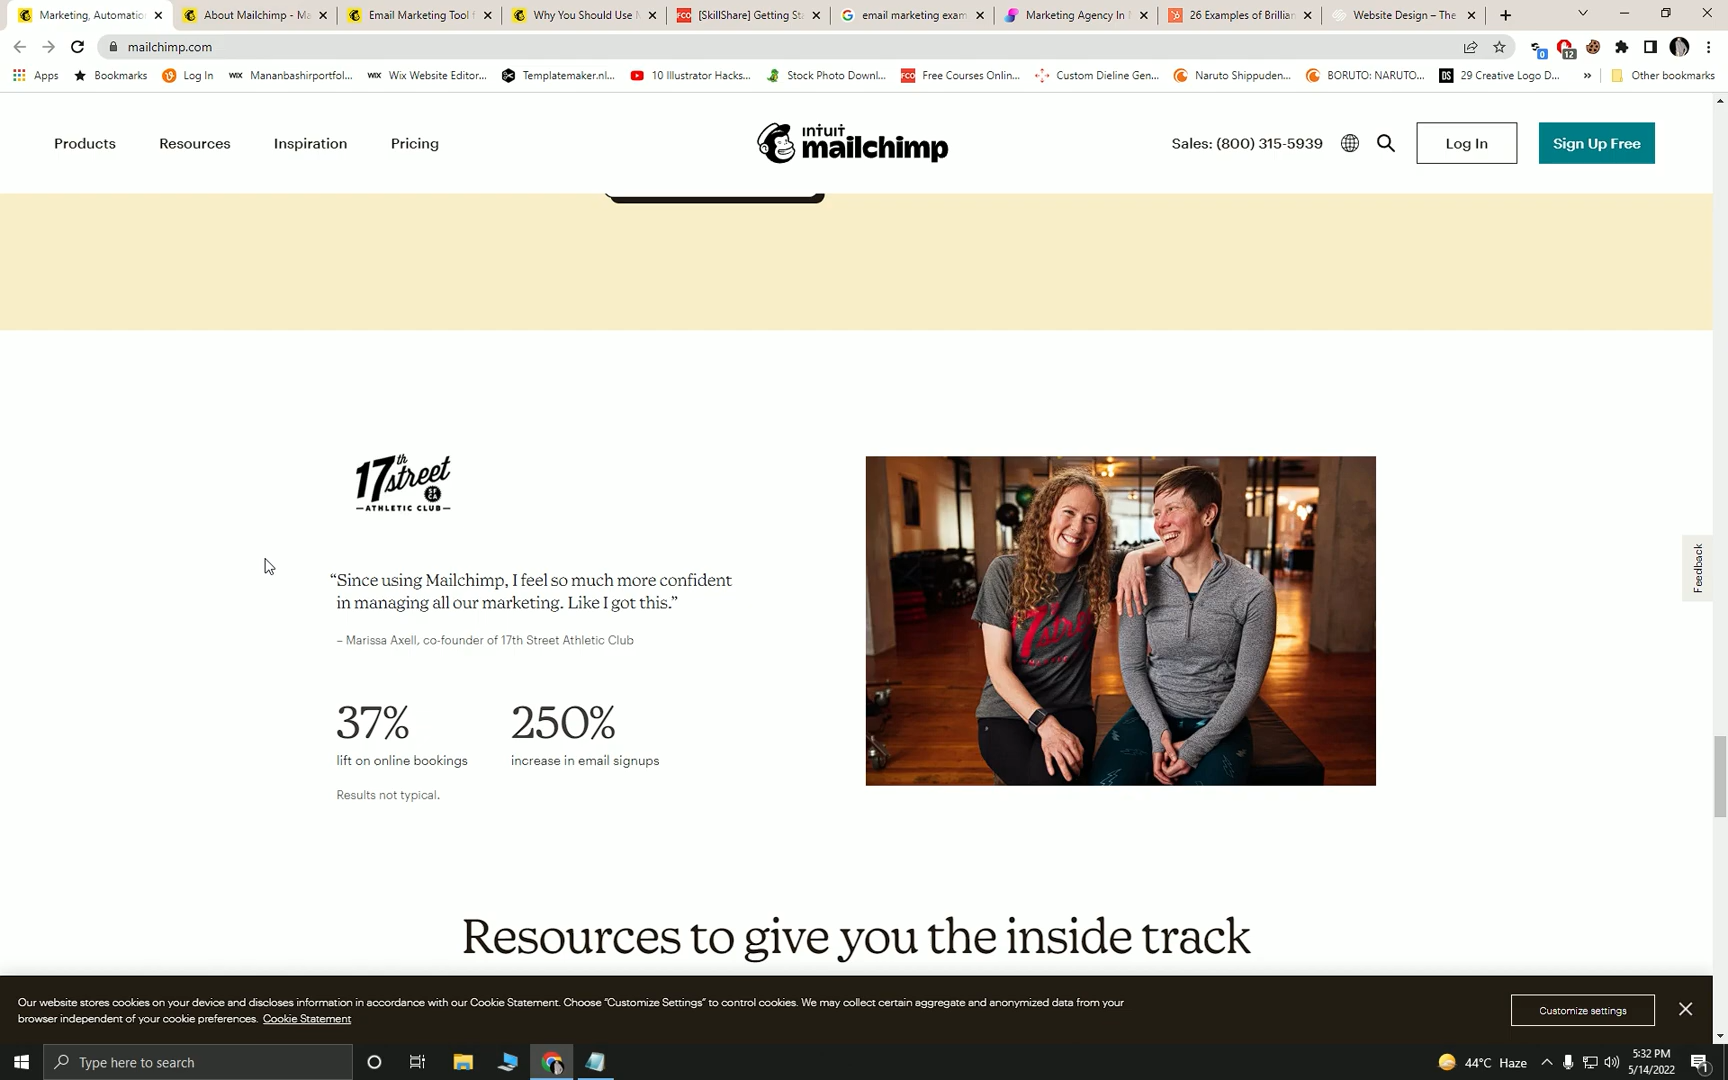 Marketing, Automatio
About Mailchimp - Ma
Email Marketing Tool f
Why You Should Use M
[SkillShare] Getting Sta
email marketing exam
Marketing Agency In
26 Examples of Brillian
Website Design – The
mailchimp.com
0
12
Apps
Bookmarks
Log In
Mananbashirportfol...
Wix Website Editor...
Templatemaker.nl...
10 Illustrator Hacks...
Stock Photo Downl...
Free Courses Onlin...
Custom Dieline Gen...
Naruto Shippuden...
BORUTO: NARUTO...
29 Creative Logo D...
»
Other bookmarks
Products
Resources
Inspiration
Pricing
INTUIT
mailchimp
Sales: (800) 315-5939
Log In
Sign Up Free
17th
street
SF
CA
—ATHLETIC CLUB—
17th stre
Feedback
“Since using Mailchimp, I feel so much more confident
in managing all our marketing. Like I got this.”
– Marissa Axell, co-founder of 17th Street Athletic Club
37%
lift on online bookings
250%
increase in email signups
Results not typical.
Resources to give you the inside track
Our website stores cookies on your device and discloses information in accordance with our Cookie Statement. Choose “Customize Settings” to control cookies. We may collect certain aggregate and anonymized data from your
browser independent of your cookie preferences. Cookie Statement
Customize settings
Type here to search
44°C Haze
5:32 PM
5/14/2022
1